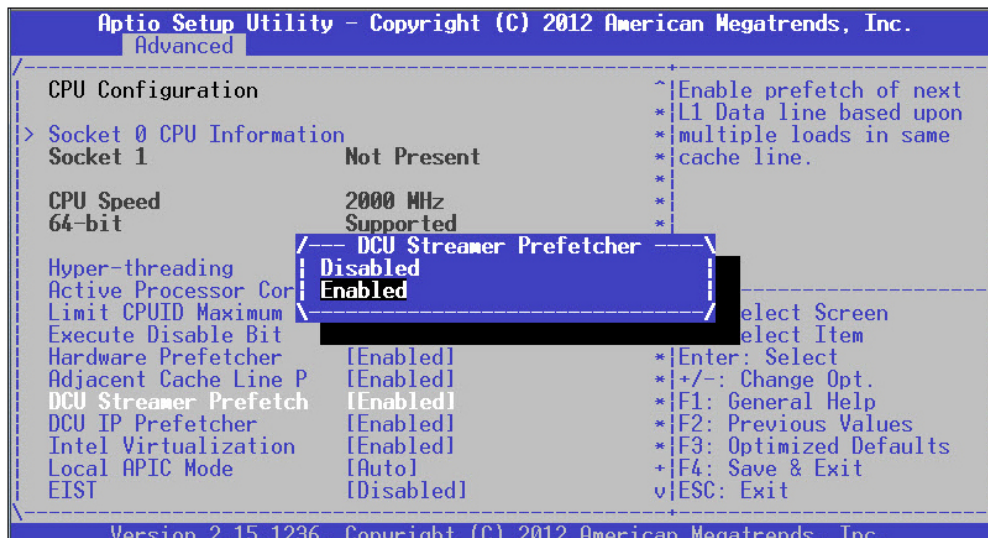 Aptio Setup Utility - Copyright (C) 2012 American Megatrends, Inc.
Advanced
CPU Configuration
> Socket 0 CPU Information
Socket 1 Not Present
CPU Speed 2000 MHz
64-bit Supported
Hyper-threading
Active Processor Cor
Limit CPUID Maximum
Execute Disable Bit
Hardware Prefetcher [Enabled]
Adjacent Cache Line P [Enabled]
DCU Streamer Prefetch [Enabled]
DCU IP Prefetcher [Enabled]
Intel Virtualization [Enabled]
Local APIC Mode [Auto]
EIST [Disabled]
DCU Streamer Prefetcher
Disabled
Enabled
Enable prefetch of next
L1 Data line based upon
multiple loads in same
cache line.
elect Screen
elect Item
Enter: Select
+/-: Change Opt.
F1: General Help
F2: Previous Values
F3: Optimized Defaults
F4: Save & Exit
ESC: Exit
Version 2.15.1236. Copyright (C) 2012 American Megatrends, Inc.